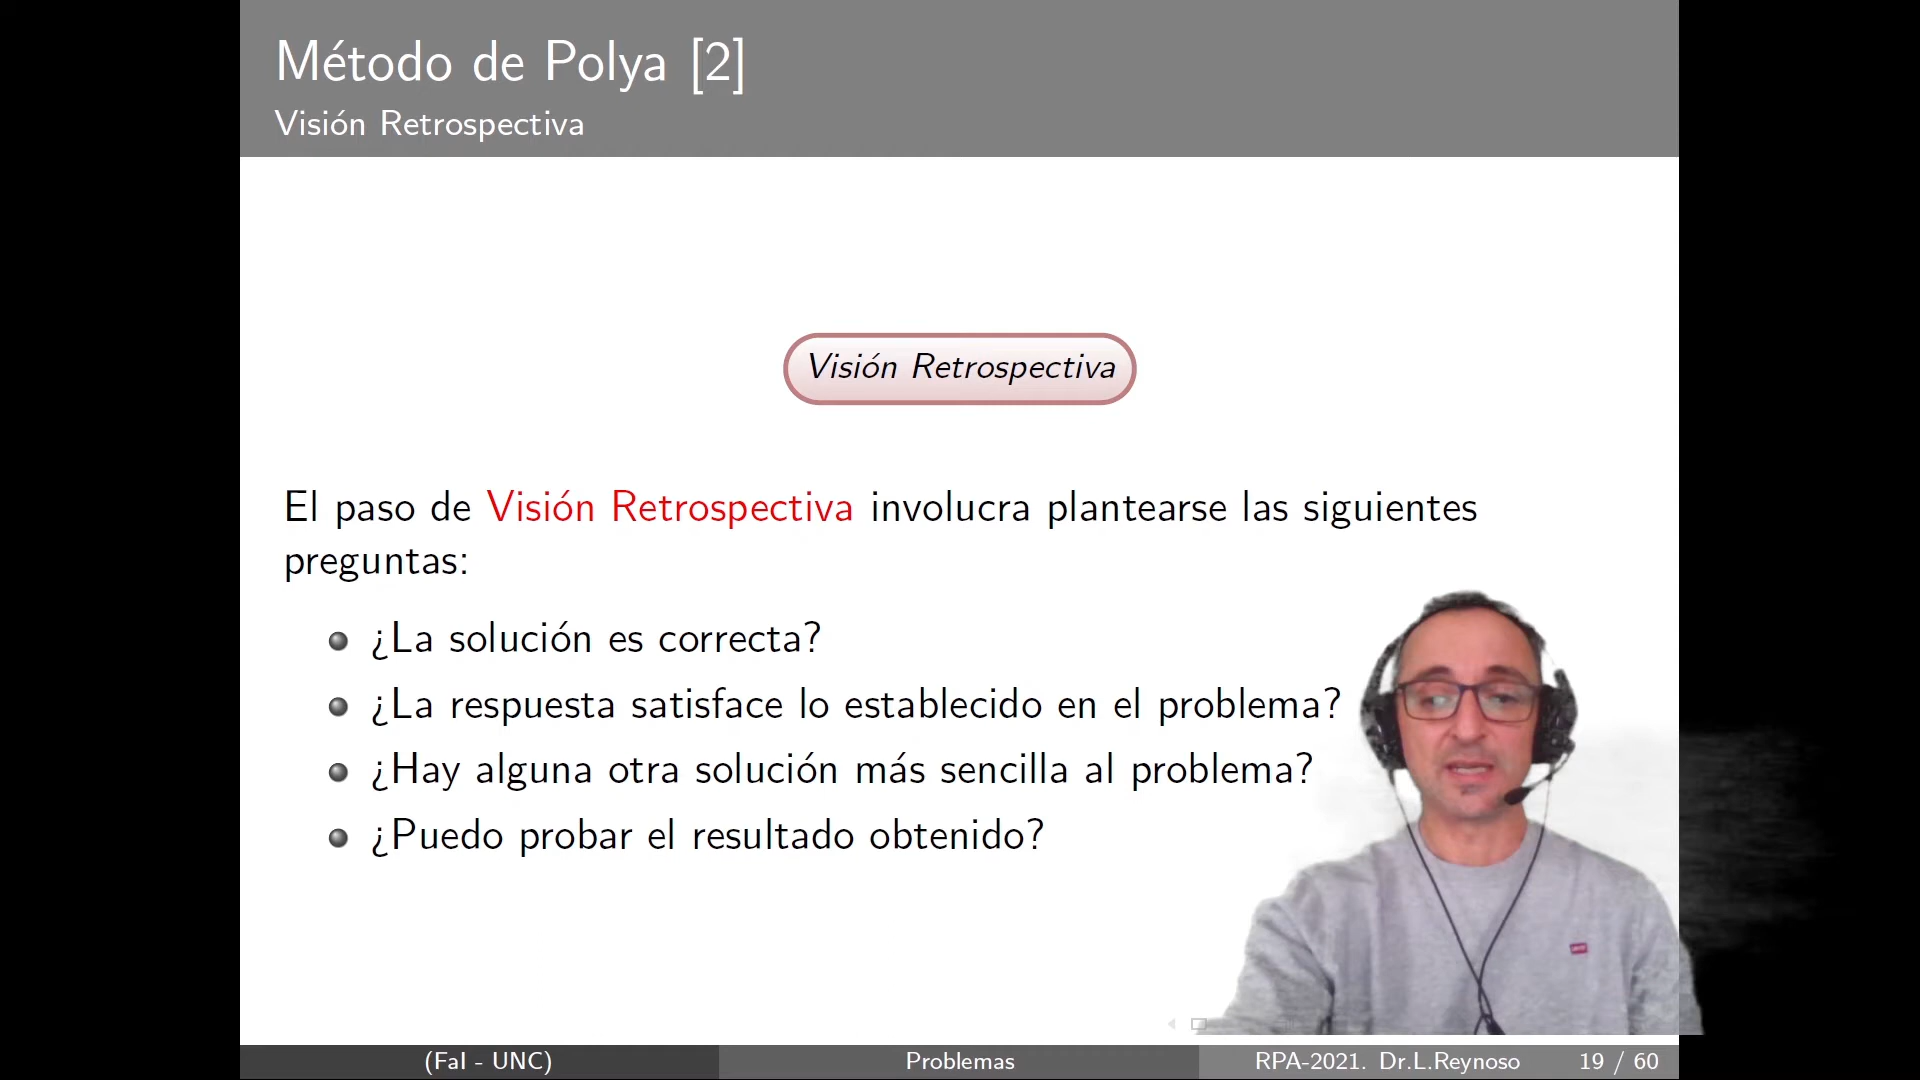 Método de Polya [2]
Visión Retrospectiva
Visión Retrospectiva
El paso de Visión Retrospectiva involucra plantearse las siguientes
preguntas:
¿La solución es correcta?
¿La respuesta satisface lo establecido en el problema?
¿Hay alguna otra solución más sencilla al problema?
¿Puedo probar el resultado obtenido?
(FaI - UNC) Problemas RPA-2021. Dr.L.Reynoso 19 / 60